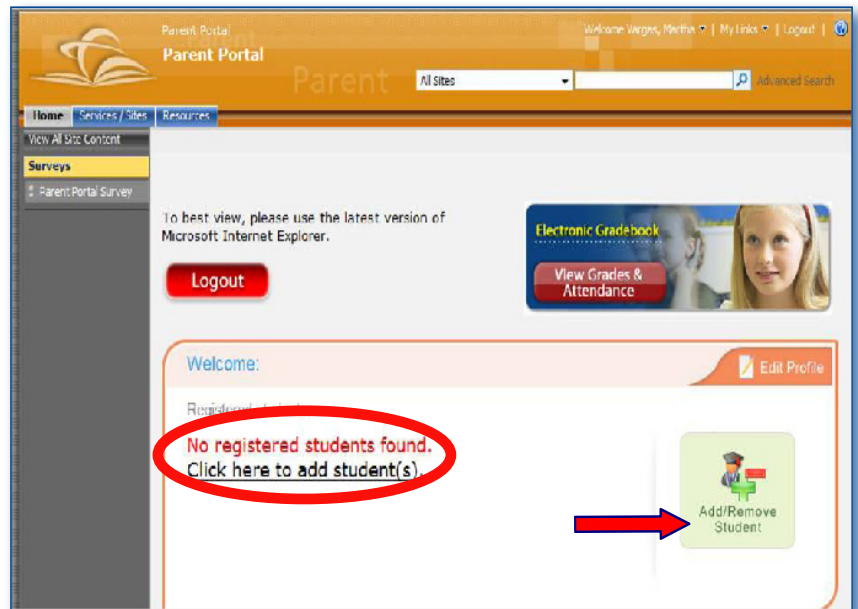 Parent Portal
Welcome Vargas, Martha | My Links | Logout |
Parent Portal
Parent
All Sites
Advanced Search
Home Services / Sites Resources
View All Site Content
Surveys
Parent Portal Survey
To best view, please use the latest version of
Microsoft Internet Explorer.
Logout
Electronic Gradebook
View Grades &
Attendance
Welcome:
Edit Profile
No registered students found.
Click here to add student(s).
Add/Remove
Student